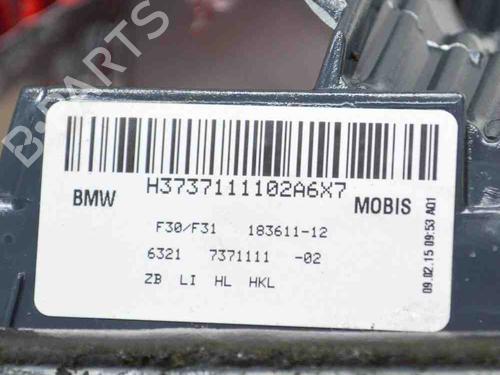 B-PARTS
H3737111102A6X7
BMW
MOBIS
F30/F31 183611-12
6321 7371111 -02
ZB LI HL HKL
09.02.15 09:53 A01